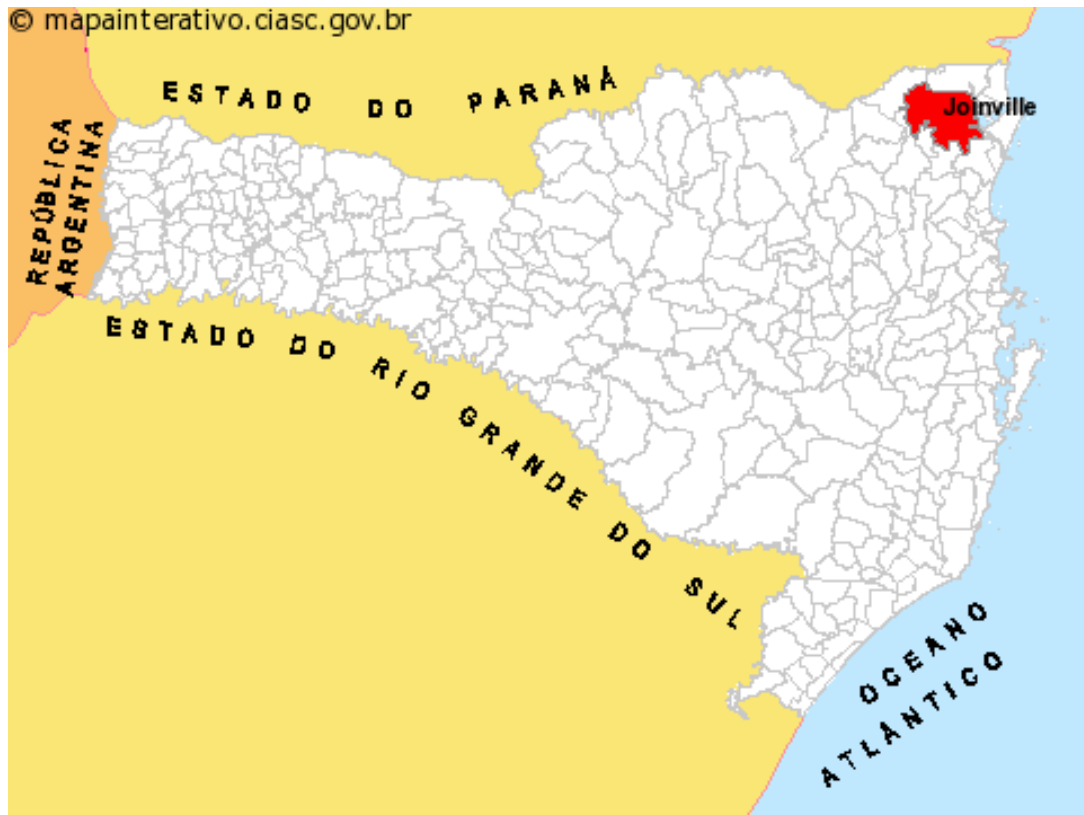 © mapainterativo.ciasc.gov.br
ESTADO DO PARANÁ
Joinville
REPÚBLICA
ARGENTINA
ESTADO DO RIO GRANDE DO SUL
OCEANO
ATLÂNTICO